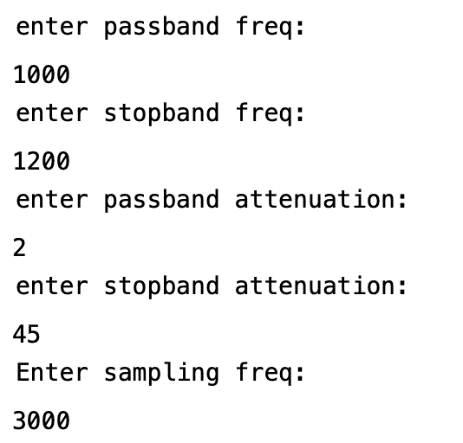 enter passband freq:
1000
enter stopband freq:
1200
enter passband attenuation:
2
enter stopband attenuation:
45
Enter sampling freq:
3000